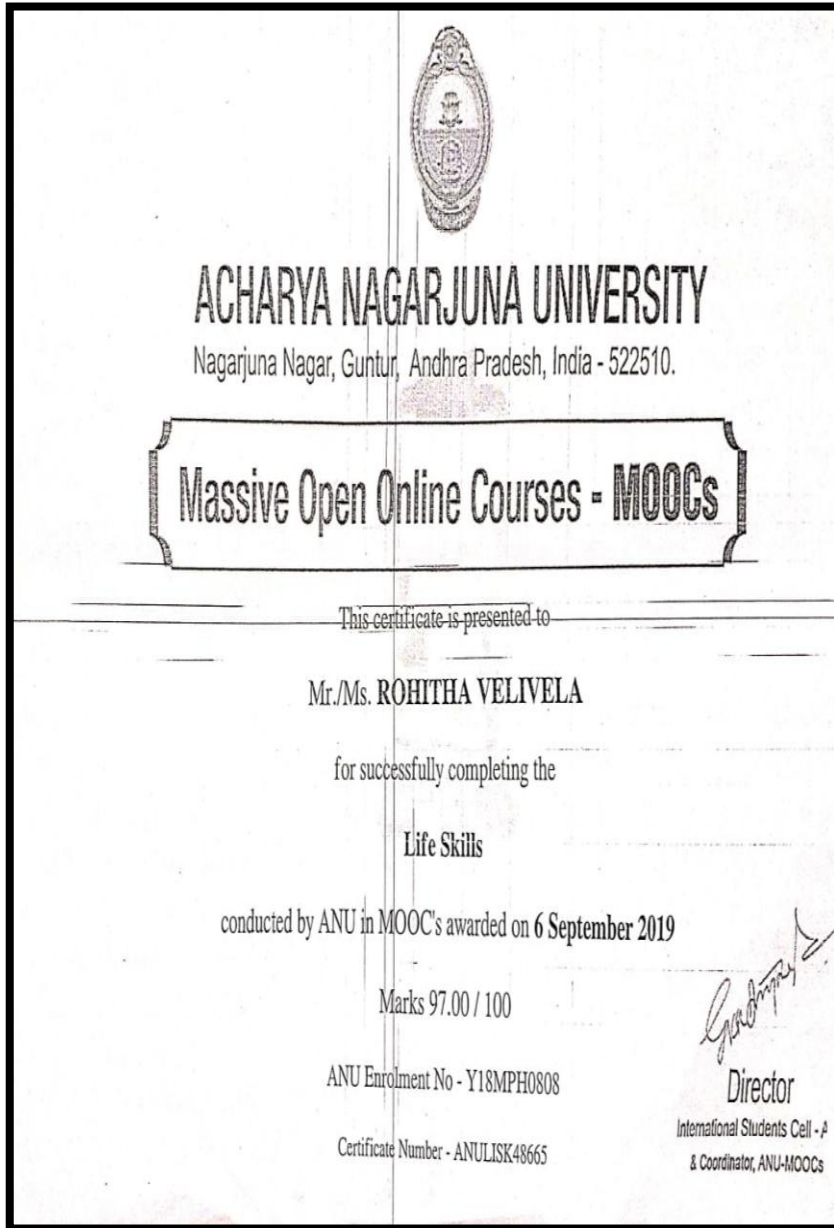 ACHARYA NAGARJUNA UNIVERSITY
Nagarjuna Nagar, Guntur, Andhra Pradesh, India - 522510.
Massive Open Online Courses - MOOCs
This certificate is presented to
Mr./Ms. ROHITHA VELIVELA
for successfully completing the
Life Skills
conducted by ANU in MOOC's awarded on 6 September 2019
Marks 97.00 / 100
ANU Enrolment No - Y18MPH0808
Certificate Number - ANULISK48665
Director
International Students Cell - A
& Coordinator, ANU-MOOCs